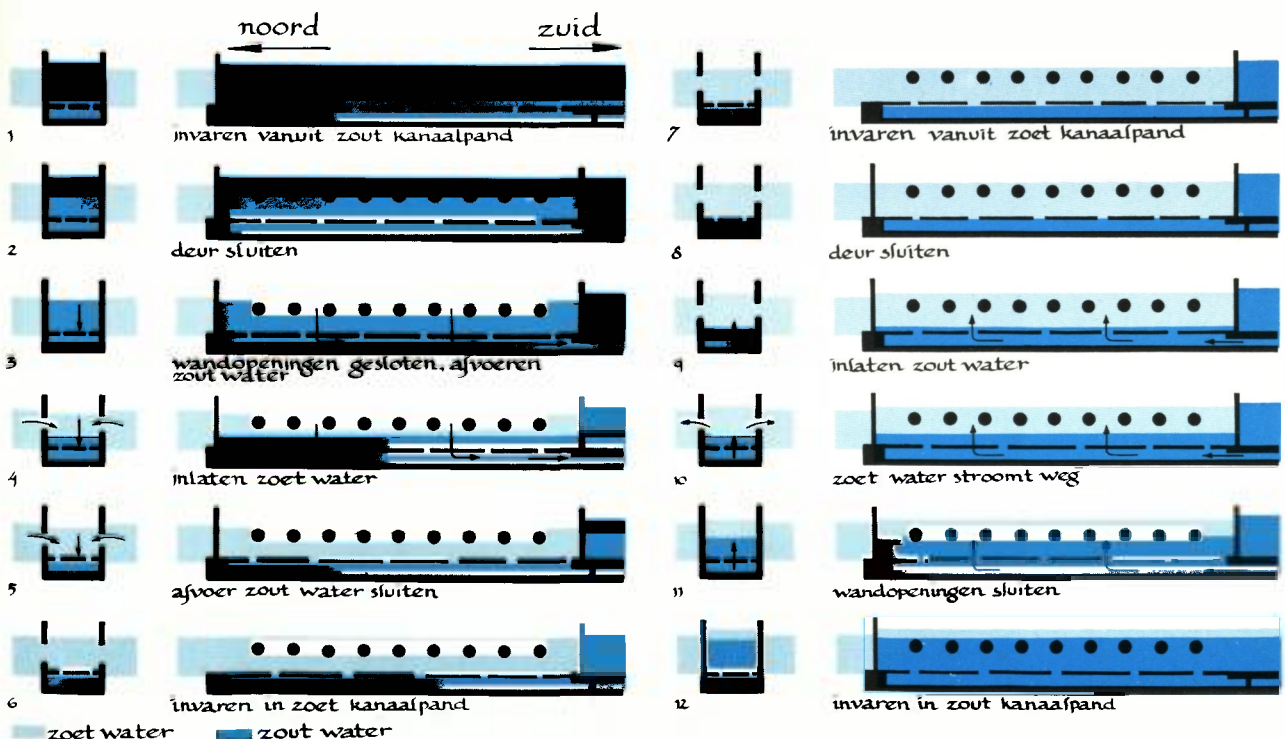 noord zuid
1 invaren vanuit zout kanaalpand
2 deur sluiten
3 wandopeningen gesloten, afvoeren
zout water
4 inlaten zoet water
5 afvoer zout water sluiten
6 invaren in zoet kanaalpand
7 invaren vanuit zoet kanaalpand
8 deur sluiten
9 inlaten zout water
10 zoet water stroomt weg
11 wandopeningen sluiten
12 invaren in zout kanaalpand
zoet water zout water